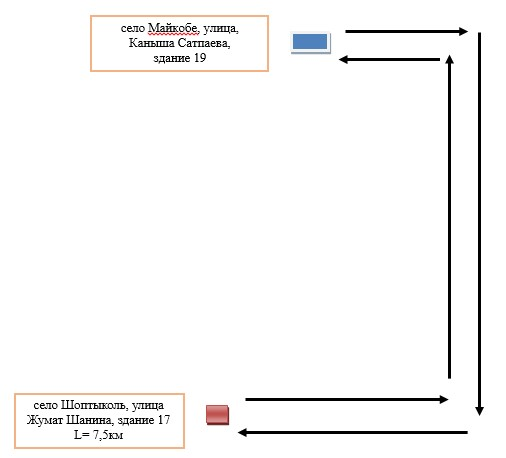 село Майкобе, улица,
Каныша Сатпаева,
здание 19
село Шоптыколь, улица
Жумат Шанина, здание 17
L= 7,5км